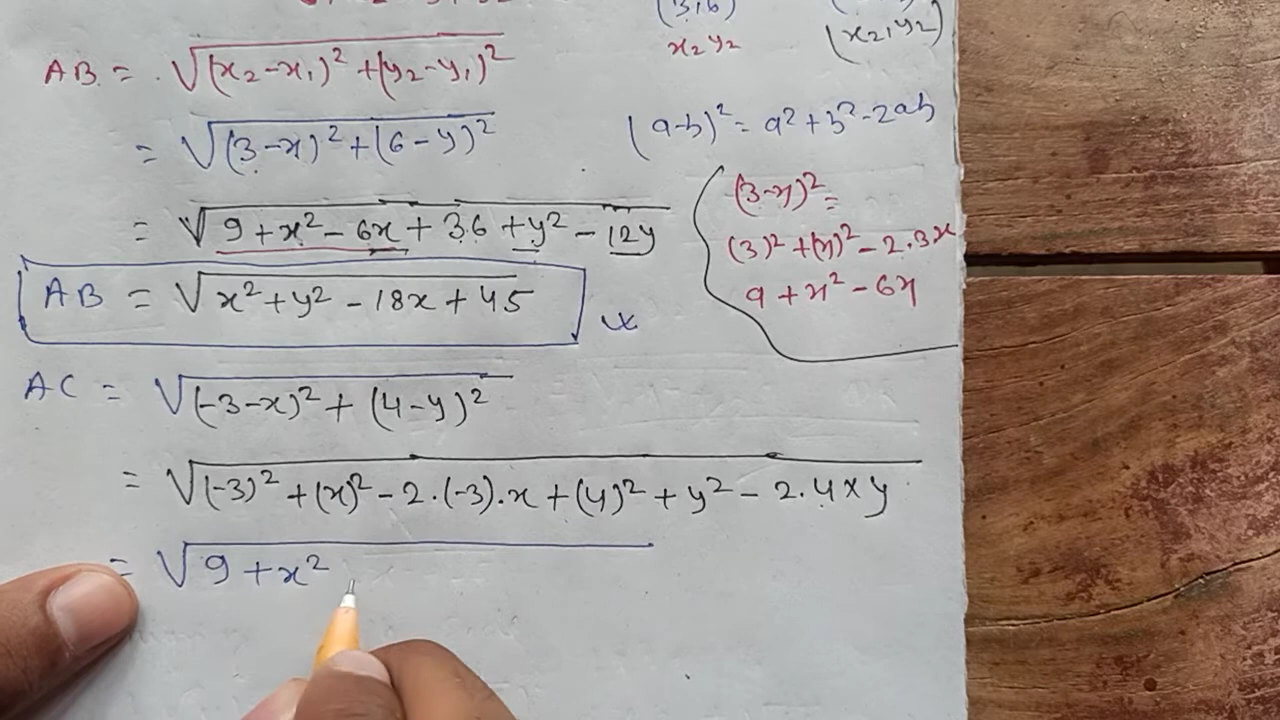 (3,6)
x₂ y₂
(x₂, y₂)
AB = √(x₂-x₁)² + (y₂-y₁)²
= √(3-x)² + (6-y)²
(a-b)² = a² + b² - 2ab
= √9 + x² - 6x + 36 + y² - 12y
(3-x)² =
(3)² + (x)² - 2.3x
9 + x² - 6x
AB = √x² + y² - 18x + 45
AC = √(-3-x)² + (4-y)²
= √(-3)² + (x)² - 2.(-3).x + (4)² + y² - 2.4xy
= √9 + x²